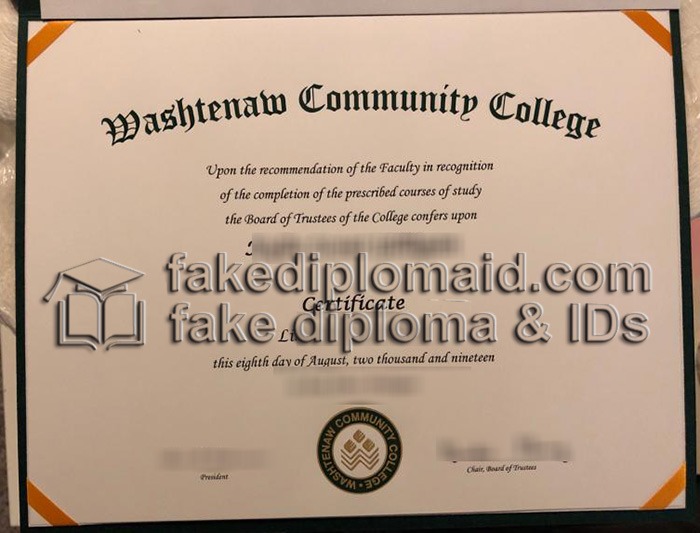 Washtenaw Community College
Upon the recommendation of the Faculty in recognition
of the completion of the prescribed courses of study
the Board of Trustees of the College confers upon
fakediplomaid.com
Certificate
fake diploma & IDs
this eighth day of August, two thousand and nineteen
WASHTENAW COMMUNITY COLLEGE
President
Chair, Board of Trustees